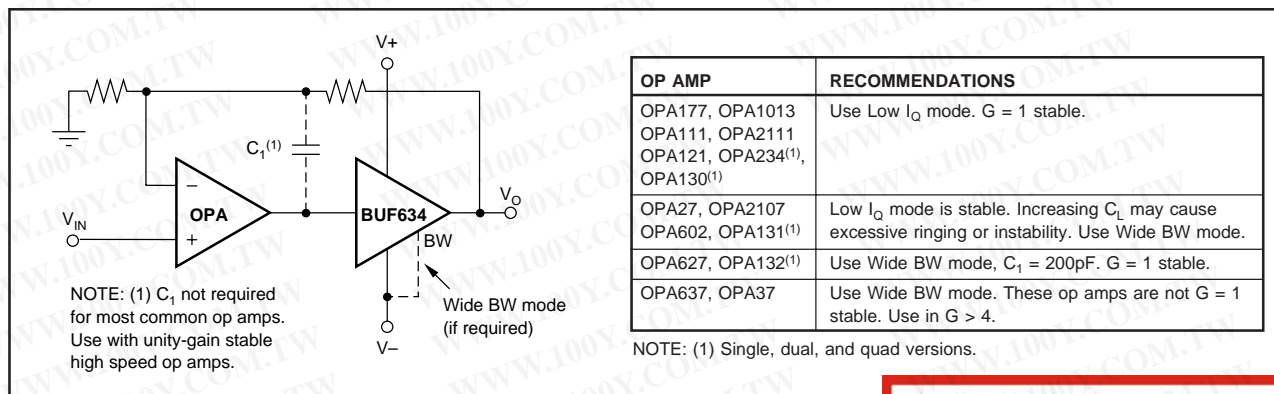 V+
C1(1)
–
OPA
+
VIN
BUF634
VO
BW
Wide BW mode
(if required)
V–
NOTE: (1) C1 not required
for most common op amps.
Use with unity-gain stable
high speed op amps.
OP AMP RECOMMENDATIONS
OPA177, OPA1013 Use Low IQ mode. G = 1 stable.
OPA111, OPA2111
OPA121, OPA234(1),
OPA130(1)
OPA27, OPA2107 Low IQ mode is stable. Increasing CL may cause
OPA602, OPA131(1) excessive ringing or instability. Use Wide BW mode.
OPA627, OPA132(1) Use Wide BW mode, C1 = 200pF. G = 1 stable.
OPA637, OPA37 Use Wide BW mode. These op amps are not G = 1
stable. Use in G > 4.
NOTE: (1) Single, dual, and quad versions.
WWW.100Y.COM.TW